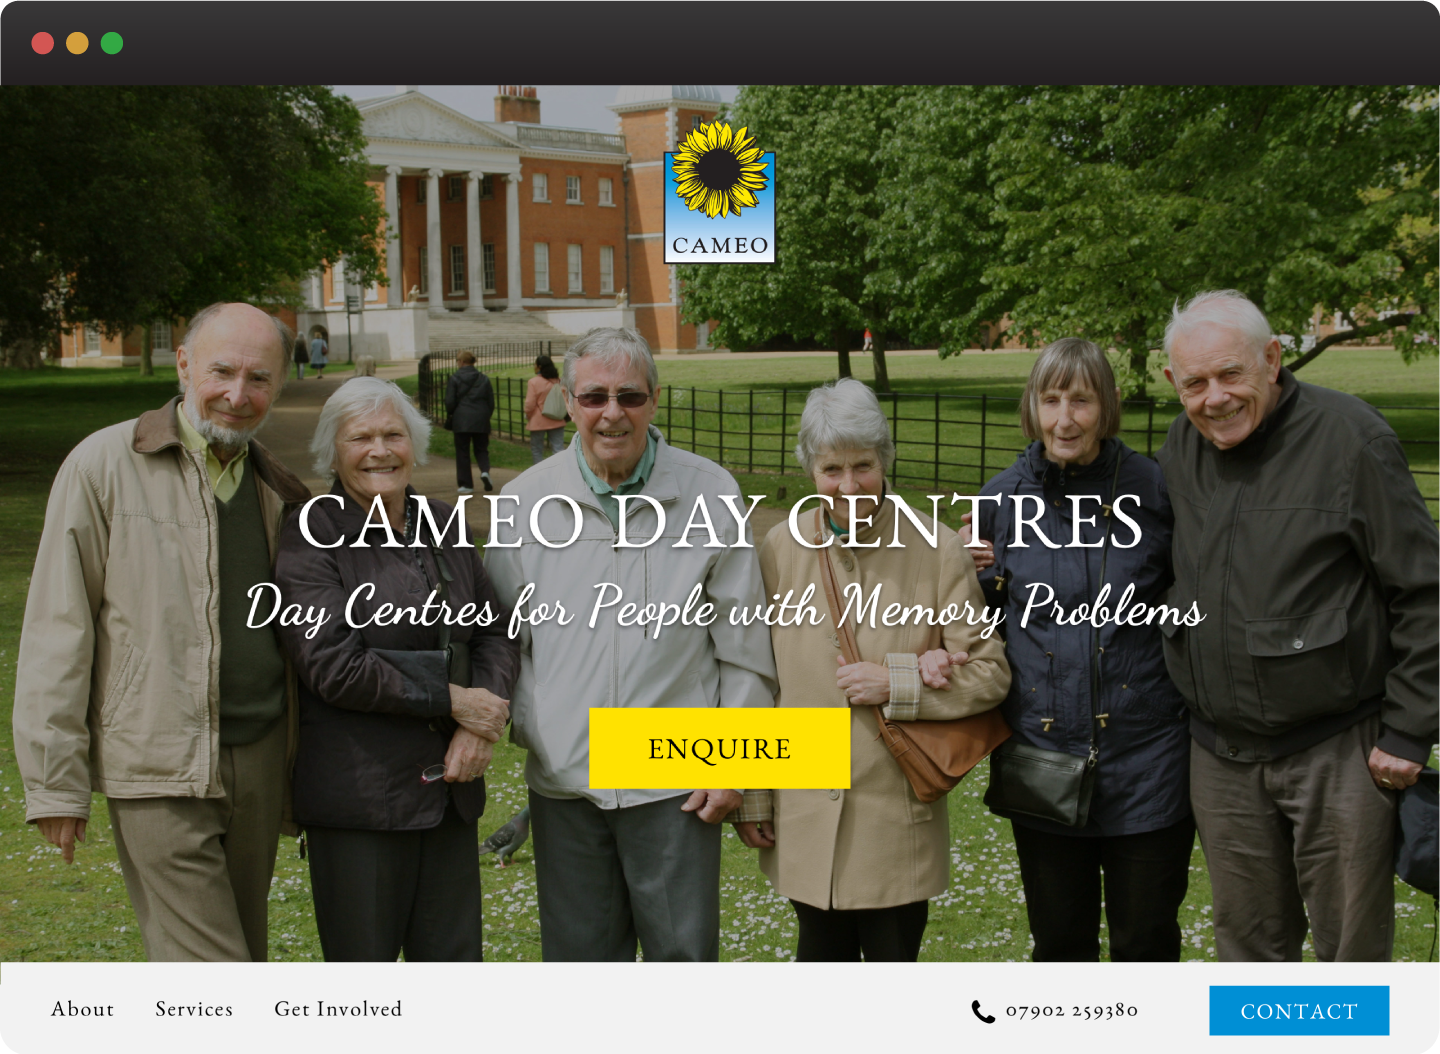 CAMEO
CAMEO DAY CENTRES
Day Centres for People with Memory Problems
ENQUIRE
About
Services
Get Involved
07902 259380
CONTACT